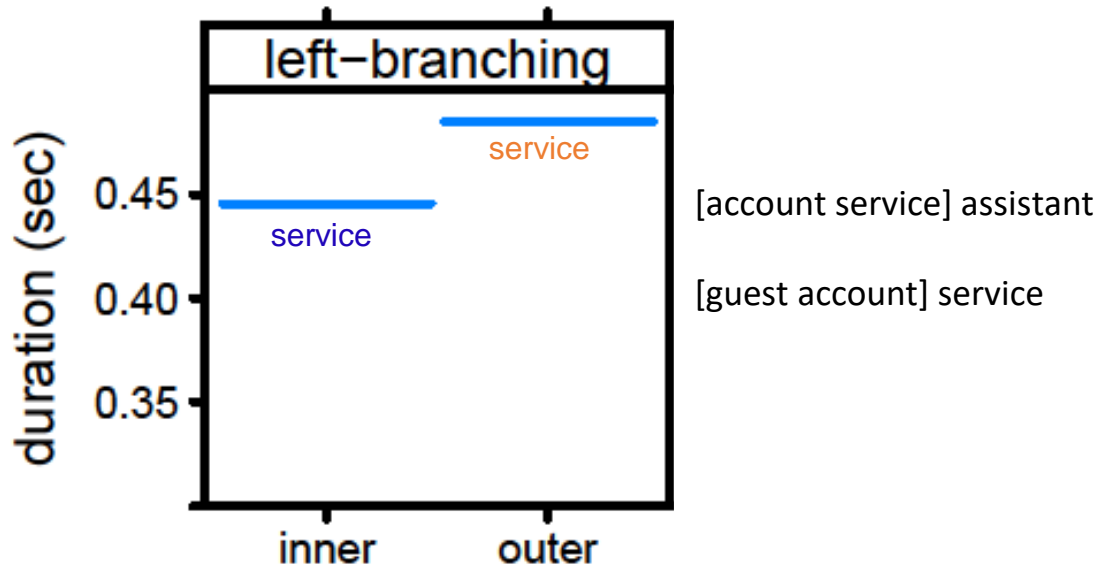 left−branching
duration (sec)
0.45
0.40
0.35
service
service
inner
outer
[account service] assistant
[guest account] service